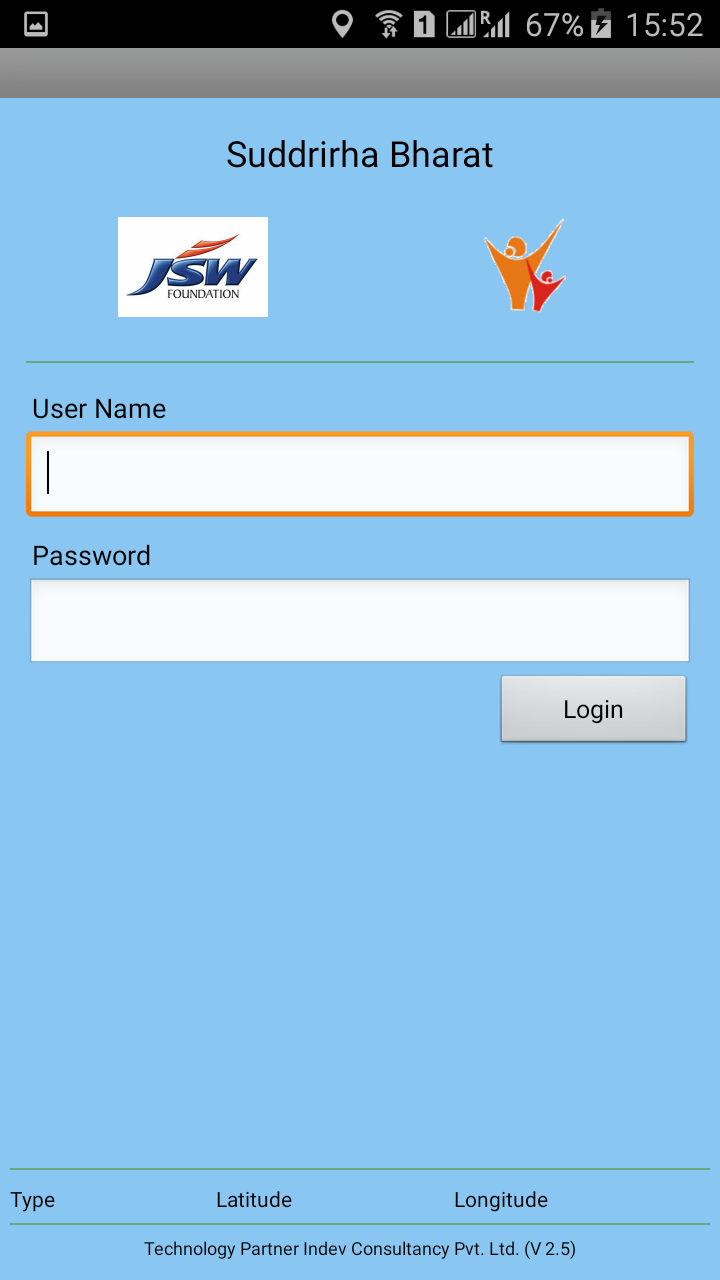 1 R 67% 15:52
Suddrirha Bharat
JSW
FOUNDATION
User Name
Password
Login
Type Latitude Longitude
Technology Partner Indev Consultancy Pvt. Ltd. (V 2.5)